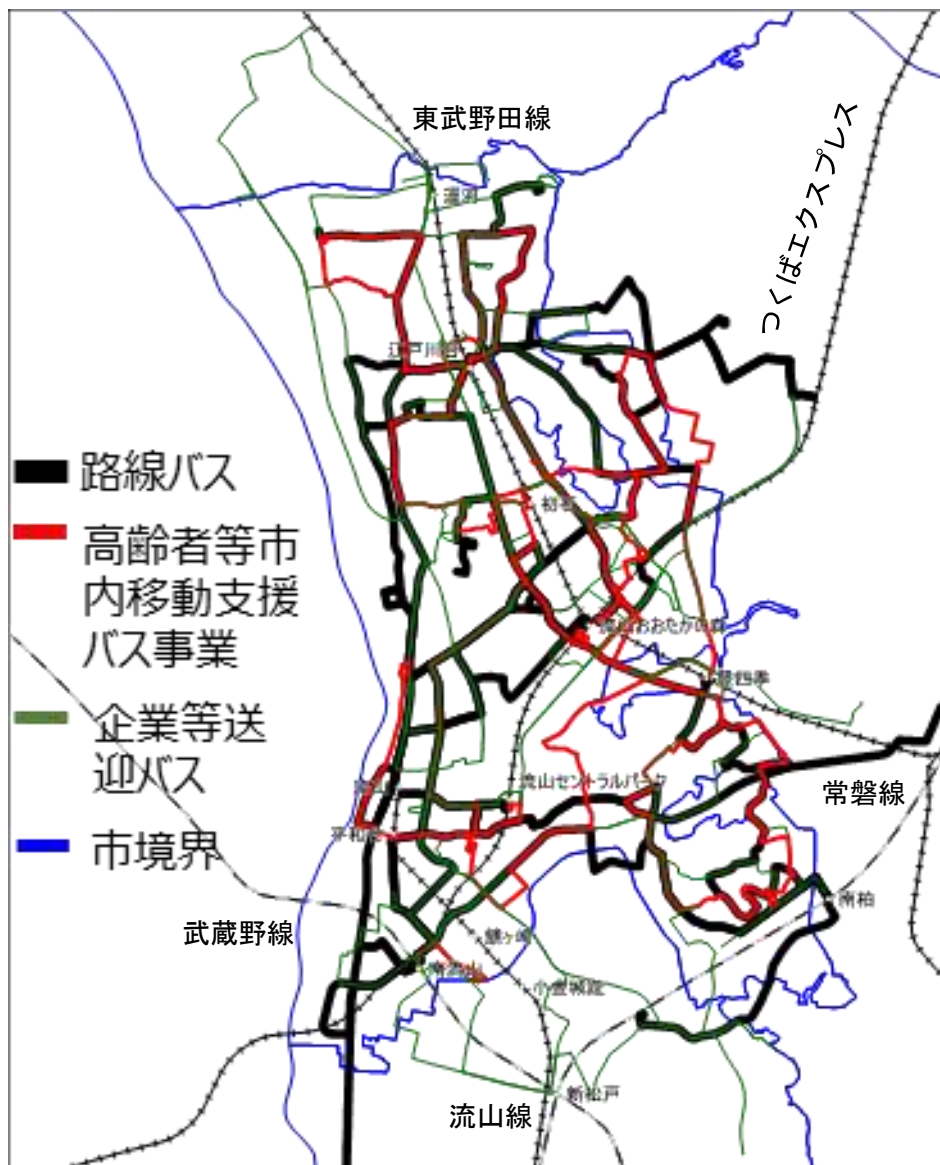 東武野田線
つくばエクスプレス
運河
初石
路線バス
高齢者等市
内移動支援
バス事業
流山おおたかの森
豊四季
企業等送
迎バス
流山セントラルパーク
常磐線
平和台
市境界
南柏
武蔵野線
鰭ヶ崎
南流山
小金城趾
新松戸
流山線